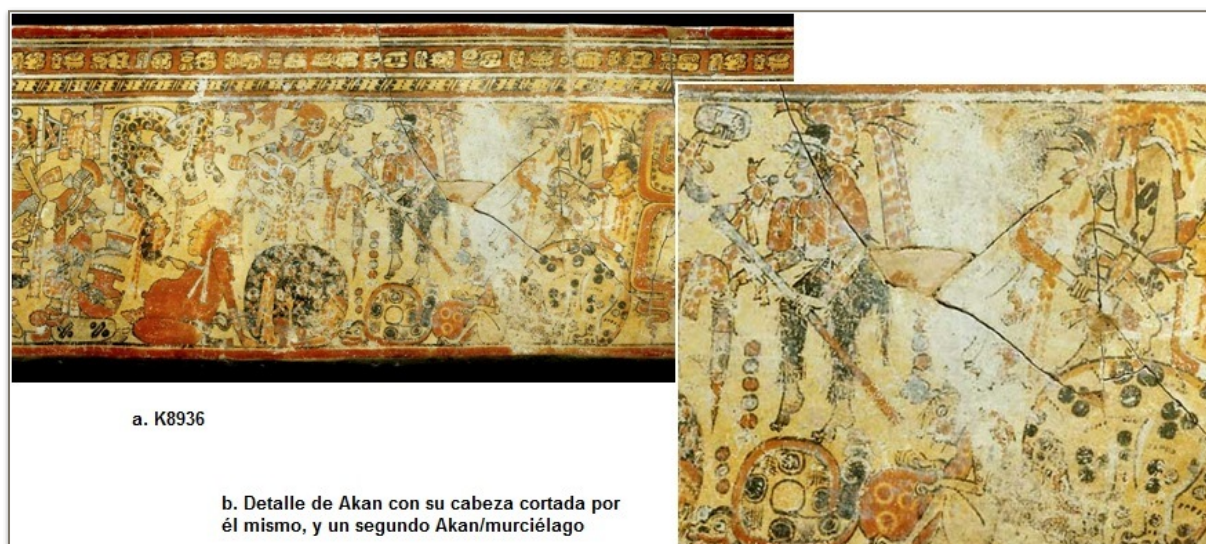 a. K8936
b. Detalle de Akan con su cabeza cortada por
él mismo, y un segundo Akan/murciélago